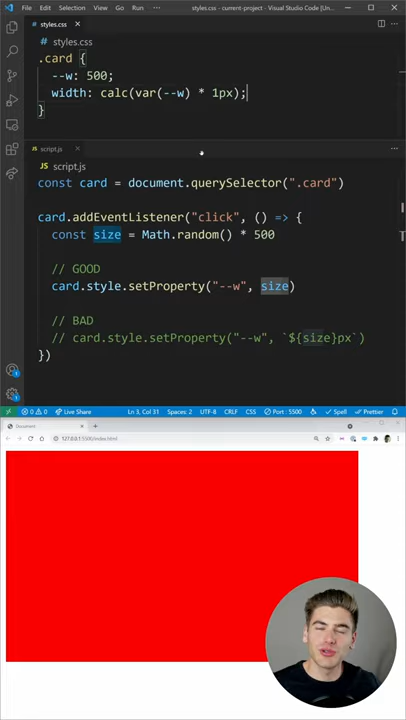 File Edit Selection View Go Run ··· styles.css - current-project - Visual Studio Code [Un...
styles.css
styles.css
.card {
--w: 500;
width: calc(var(--w) * 1px);
}
script.js
script.js
const card = document.querySelector(".card")
card.addEventListener("click", () => {
const size = Math.random() * 500
// GOOD
card.style.setProperty("--w", size)
// BAD
// card.style.setProperty("--w", `${size}px`)
})
0 0 Live Share Ln 3, Col 31 Spaces: 2 UTF-8 CRLF CSS Port : 5500 Spell Prettier
Document
127.0.0.1:5500/index.html